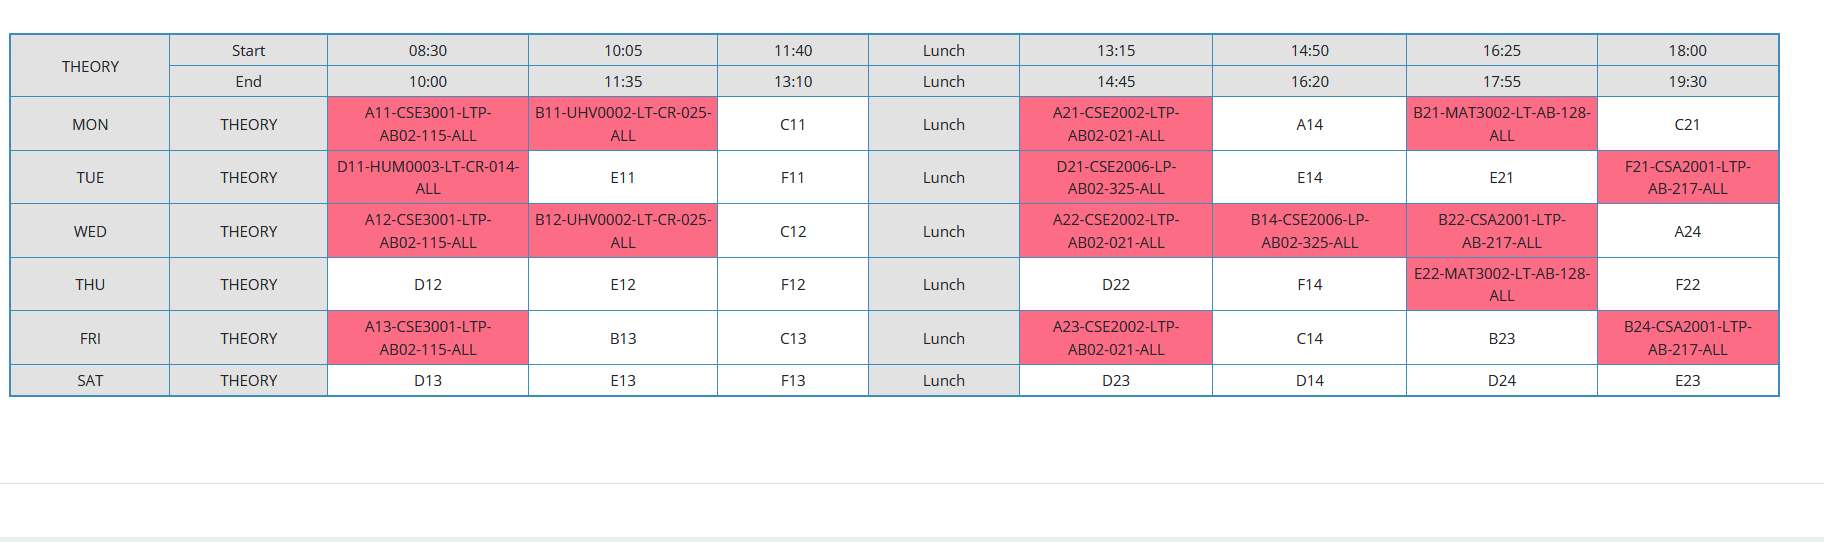 THEORY Start 08:30 10:05 11:40 Lunch 13:15 14:50 16:25 18:00
End 10:00 11:35 13:10 Lunch 14:45 16:20 17:55 19:30
MON THEORY A11-CSE3001-LTP-AB02-115-ALL B11-UHV0002-LT-CR-025-ALL C11 Lunch A21-CSE2002-LTP-AB02-021-ALL A14 B21-MAT3002-LT-AB-128-ALL C21
TUE THEORY D11-HUM0003-LT-CR-014-ALL E11 F11 Lunch D21-CSE2006-LP-AB02-325-ALL E14 E21 F21-CSA2001-LTP-AB-217-ALL
WED THEORY A12-CSE3001-LTP-AB02-115-ALL B12-UHV0002-LT-CR-025-ALL C12 Lunch A22-CSE2002-LTP-AB02-021-ALL B14-CSE2006-LP-AB02-325-ALL B22-CSA2001-LTP-AB-217-ALL A24
THU THEORY D12 E12 F12 Lunch D22 F14 E22-MAT3002-LT-AB-128-ALL F22
FRI THEORY A13-CSE3001-LTP-AB02-115-ALL B13 C13 Lunch A23-CSE2002-LTP-AB02-021-ALL C14 B23 B24-CSA2001-LTP-AB-217-ALL
SAT THEORY D13 E13 F13 Lunch D23 D14 D24 E23